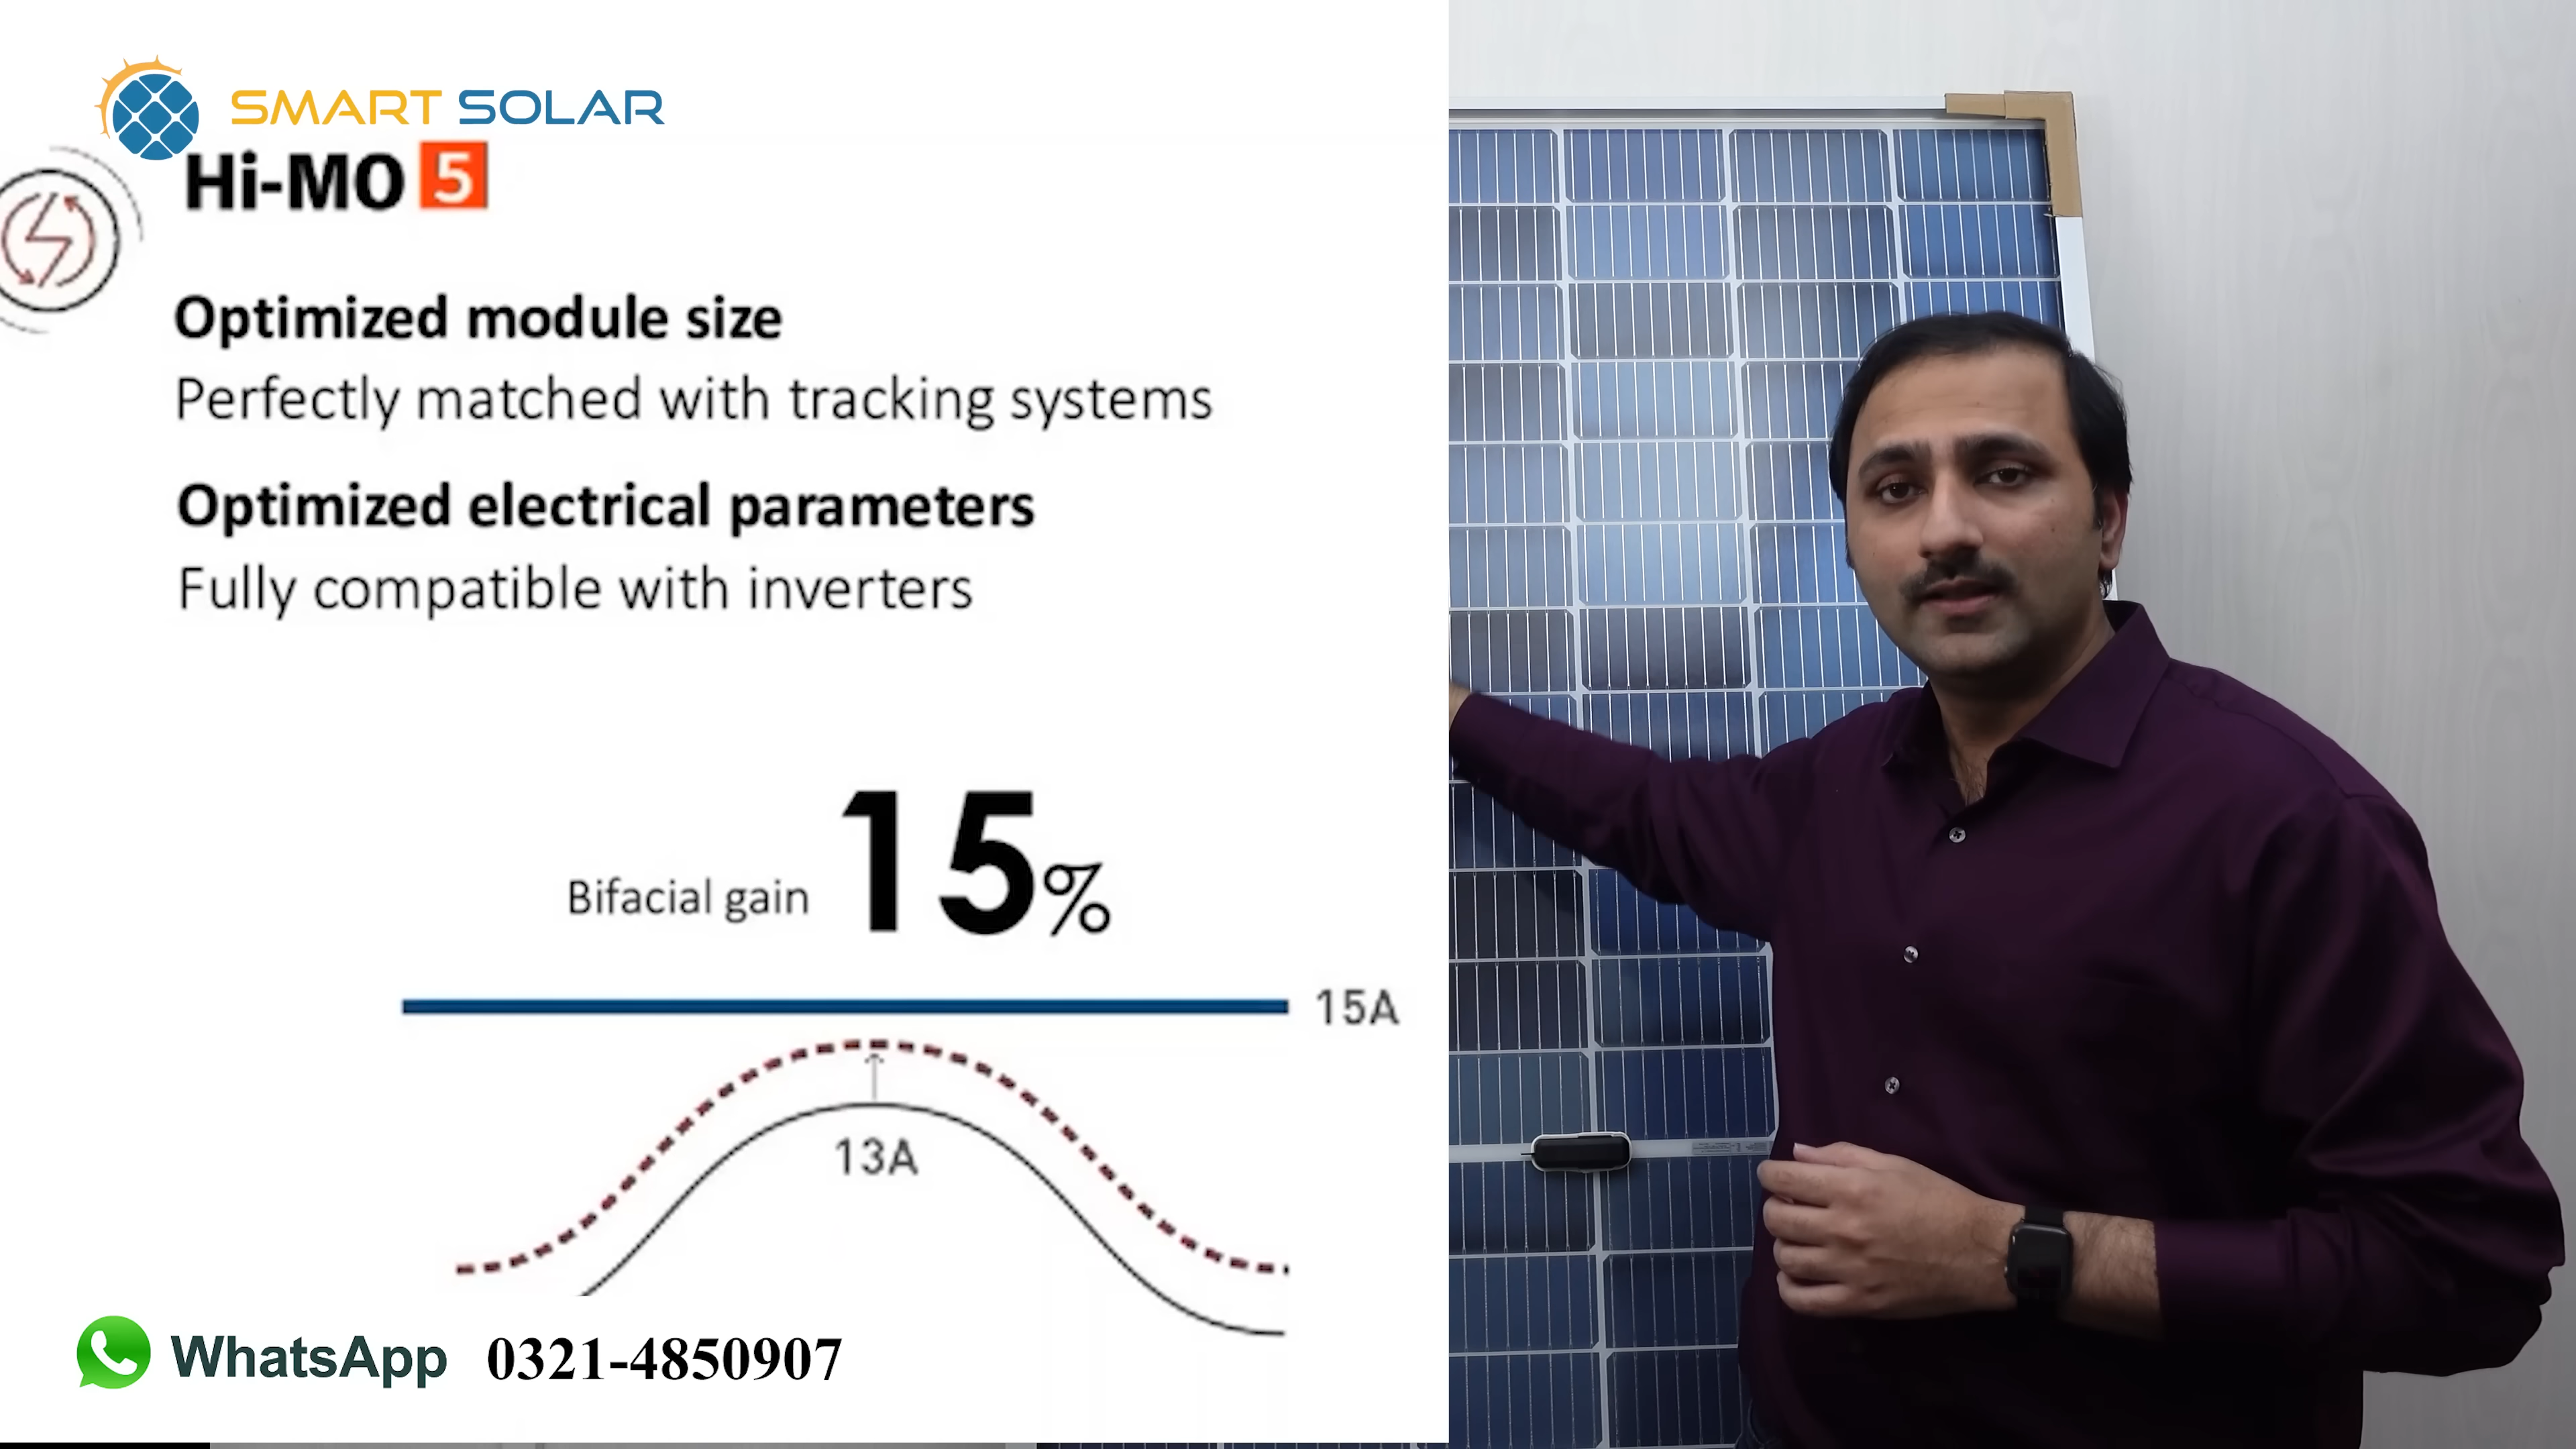 SMART SOLAR
Hi-MO 5
Optimized module size
Perfectly matched with tracking systems
Optimized electrical parameters
Fully compatible with inverters
Bifacial gain 15%
15A
13A
WhatsApp 0321-4850907